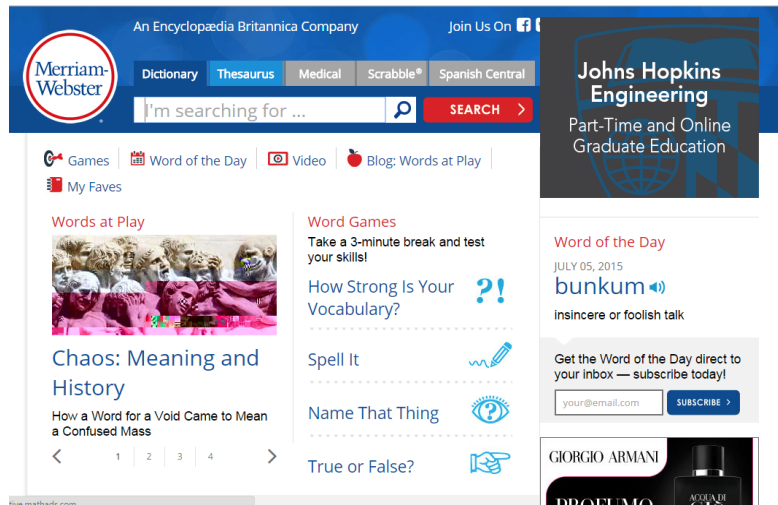 An Encyclopædia Britannica Company
Join Us On
Merriam-
Webster
Dictionary
Thesaurus
Medical
Scrabble®
Spanish Central
I'm searching for ...
SEARCH
Games
Word of the Day
Video
Blog: Words at Play
My Faves
Words at Play
Chaos: Meaning and
History
How a Word for a Void Came to Mean
a Confused Mass
1 2 3 4
Word Games
Take a 3-minute break and test
your skills!
How Strong Is Your
Vocabulary?
?!
Spell It
Name That Thing
True or False?
Johns Hopkins
Engineering
Part-Time and Online
Graduate Education
Word of the Day
JULY 05, 2015
bunkum
insincere or foolish talk
Get the Word of the Day direct to
your inbox — subscribe today!
your@email.com
SUBSCRIBE
GIORGIO ARMANI
PROFUMO
ACQUA DI